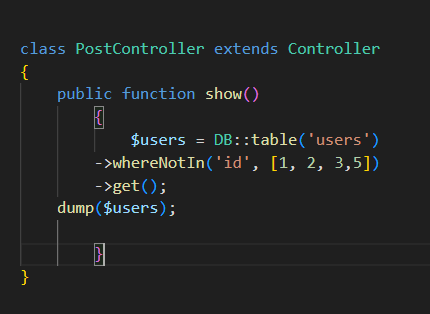 class PostController extends Controller
{
    public function show()
        {
            $users = DB::table('users')
        ->whereNotIn('id', [1, 2, 3,5])
        ->get();
    dump($users);
        }
}